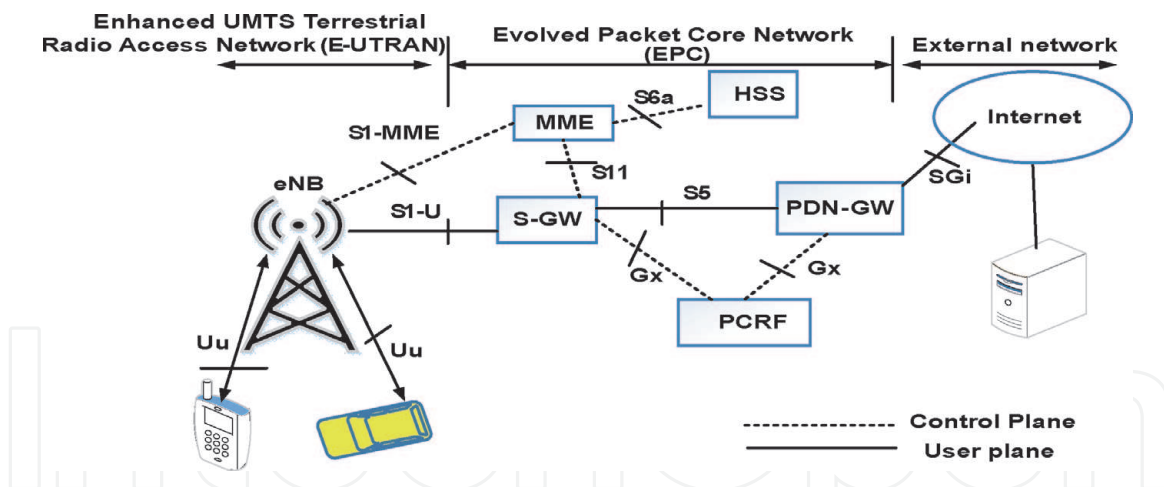 Enhanced UMTS Terrestrial
Radio Access Network (E-UTRAN)
Evolved Packet Core Network
(EPC)
External network
S6a
HSS
MME
Internet
S1-MME
S11
SGi
eNB
S1-U
S-GW
S5
PDN-GW
Gx
Gx
PCRF
Uu
Uu
Control Plane
User plane